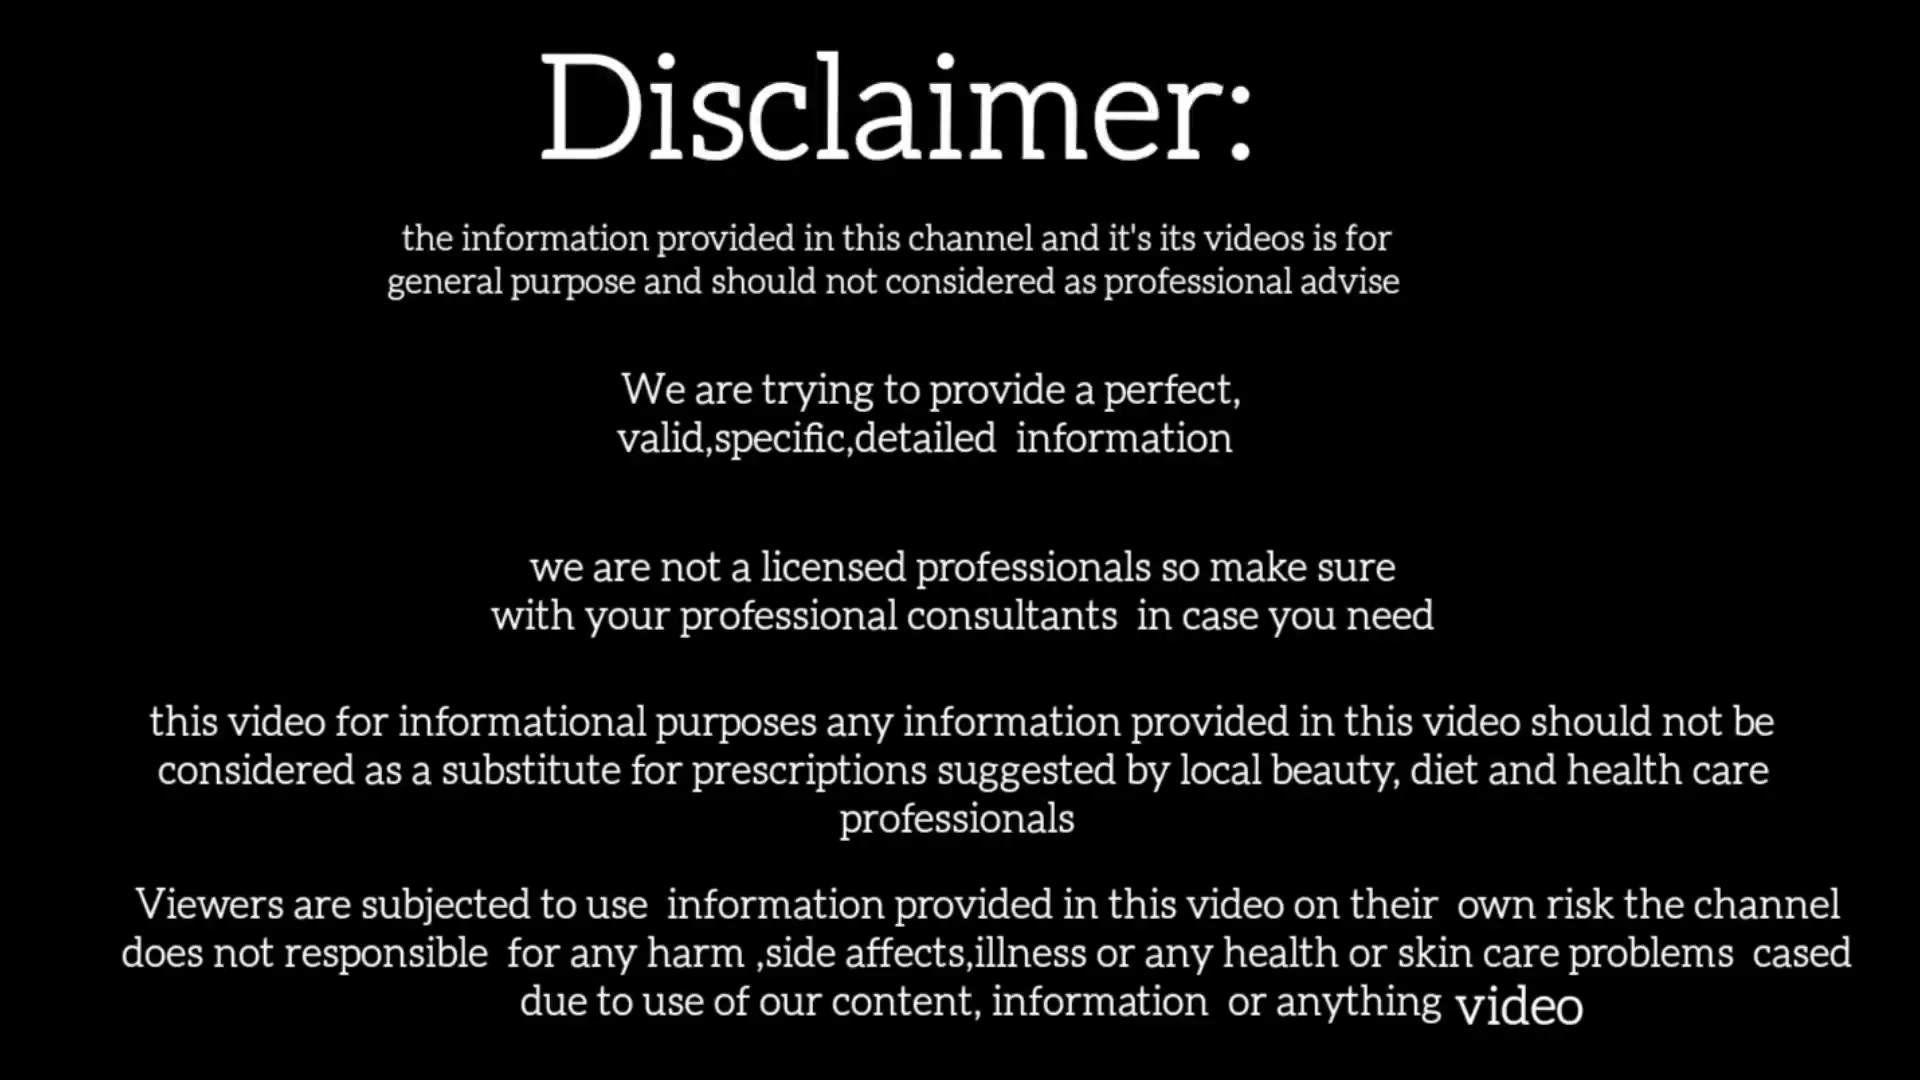 Disclaimer:
the information provided in this channel and it's its videos is for
general purpose and should not considered as professional advise
We are trying to provide a perfect,
valid,specific,detailed information
we are not a licensed professionals so make sure
with your professional consultants in case you need
this video for informational purposes any information provided in this video should not be
considered as a substitute for prescriptions suggested by local beauty, diet and health care
professionals
Viewers are subjected to use information provided in this video on their own risk the channel
does not responsible for any harm ,side affects,illness or any health or skin care problems cased
due to use of our content, information or anything video